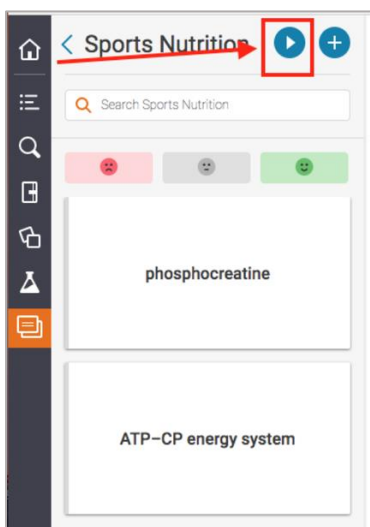 Sports Nutrition
Search Sports Nutrition
phosphocreatine
ATP–CP energy system